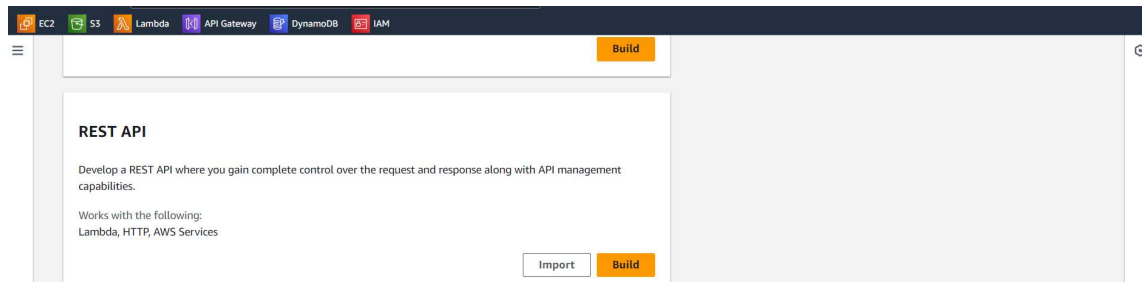 EC2 S3 Lambda API Gateway DynamoDB IAM
Build
REST API
Develop a REST API where you gain complete control over the request and response along with API management
capabilities.
Works with the following:
Lambda, HTTP, AWS Services
Import Build